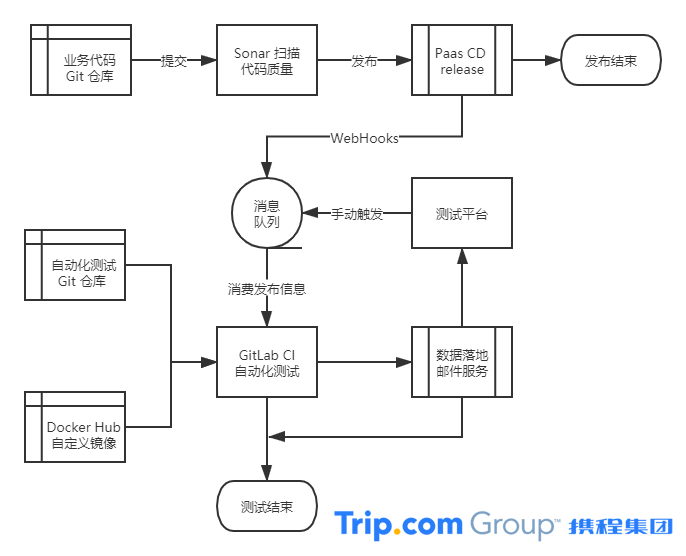 业务代码
Git 仓库
提交
Sonar 扫描
代码质量
发布
Paas CD
release
发布结束
WebHooks
消息
队列
手动触发
测试平台
自动化测试
Git 仓库
消费发布信息
GitLab CI
自动化测试
数据落地
邮件服务
Docker Hub
自定义镜像
测试结束
Trip.com Group™ 携程集团